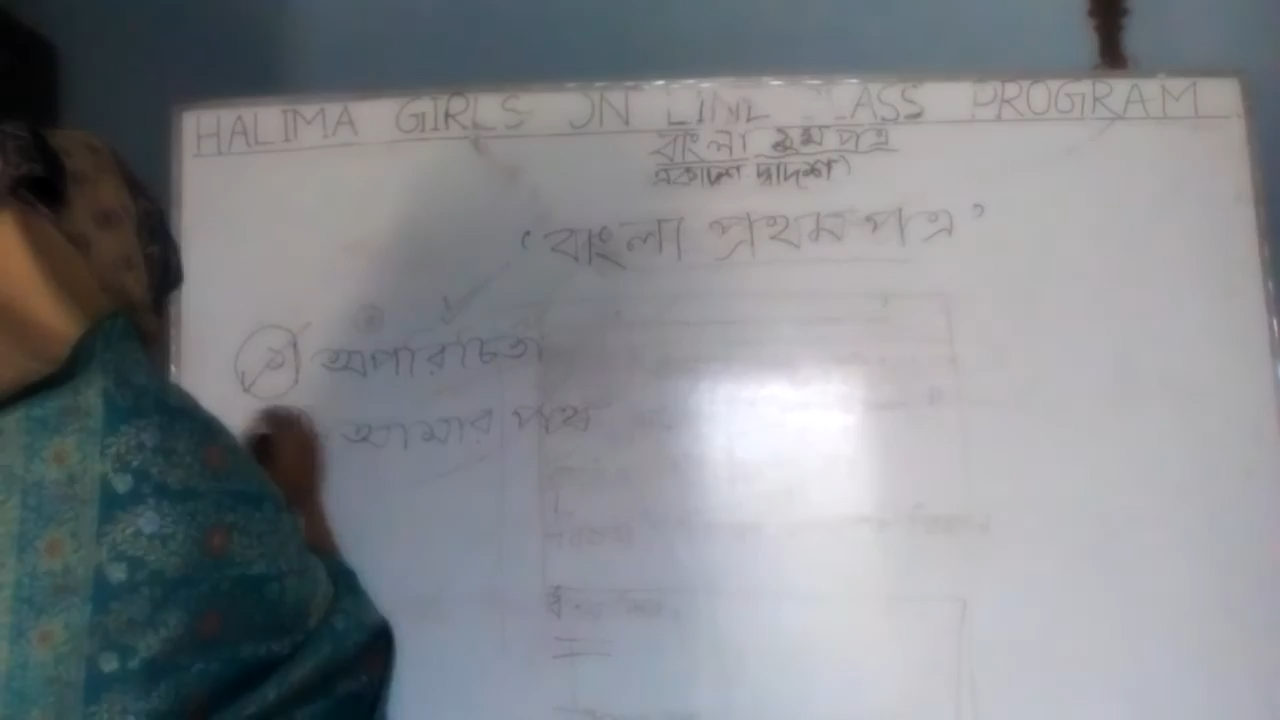 HALIMA GIRLS ON LINE CLASS PROGRAM
বাংলা ১ম পত্র
একাদশ দ্বাদশ
‘বাংলা প্রথম পত্র’
অপরিচিতা
আমার পথ